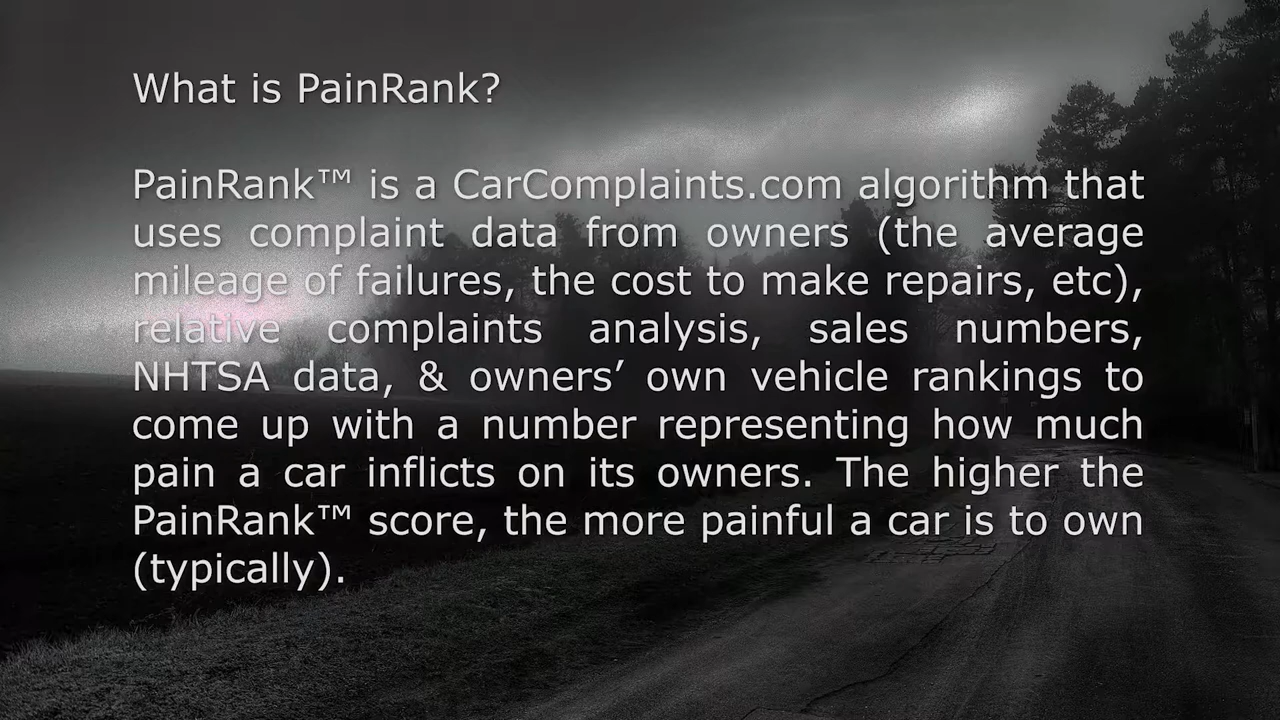 What is PainRank?
PainRank™ is a CarComplaints.com algorithm that
uses complaint data from owners (the average
mileage of failures, the cost to make repairs, etc),
relative complaints analysis, sales numbers,
NHTSA data, & owners’ own vehicle rankings to
come up with a number representing how much
pain a car inflicts on its owners. The higher the
PainRank™ score, the more painful a car is to own
(typically).